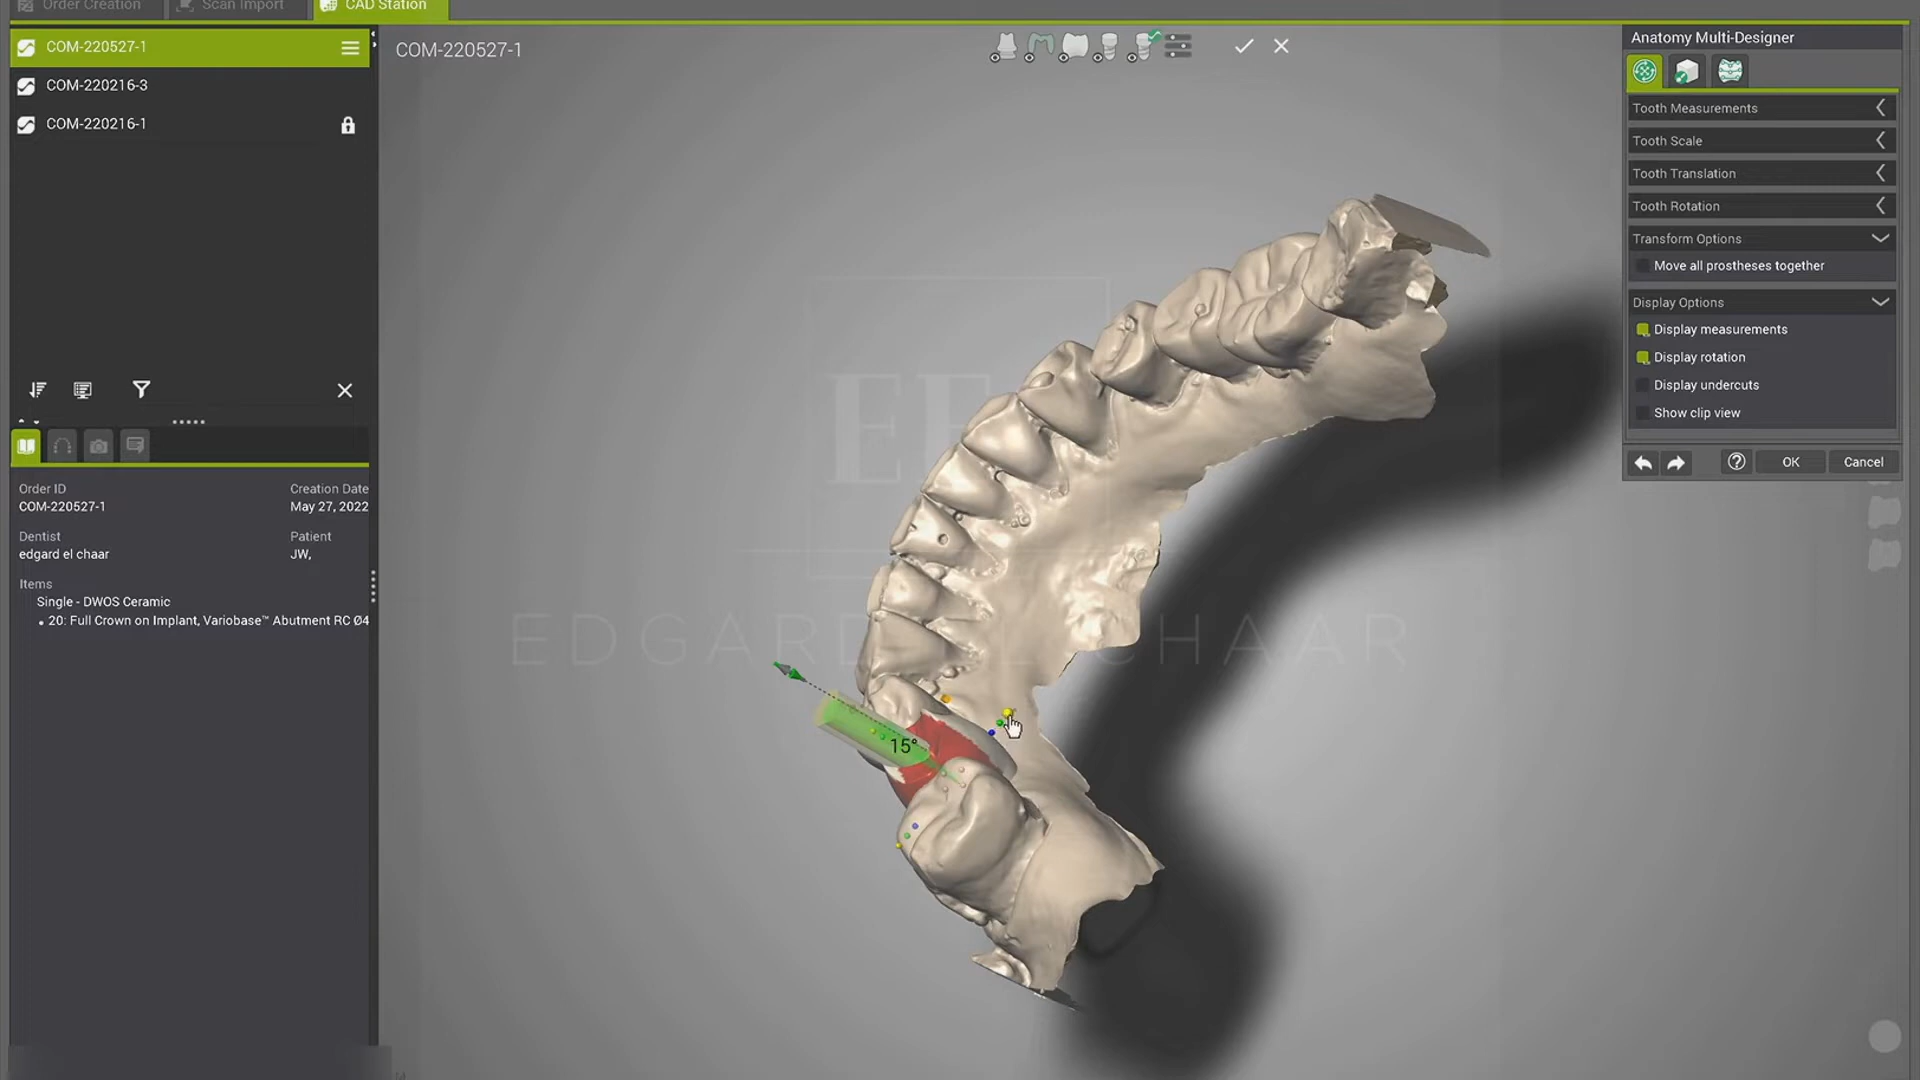 Order Creation
Scan Import
CAD Station
COM-220527-1
COM-220216-3
COM-220216-1
COM-220527-1
Anatomy Multi-Designer
Tooth Measurements
Tooth Scale
Tooth Translation
Tooth Rotation
Transform Options
Move all prostheses together
Display Options
Display measurements
Display rotation
Display undercuts
Show clip view
OK
Cancel
Order ID
Creation Date
COM-220527-1
May 27, 2022
Dentist
Patient
edgard el chaar
JW,
Items
Single - DWOS Ceramic
20: Full Crown on Implant, Variobase™ Abutment RC Ø4
15°